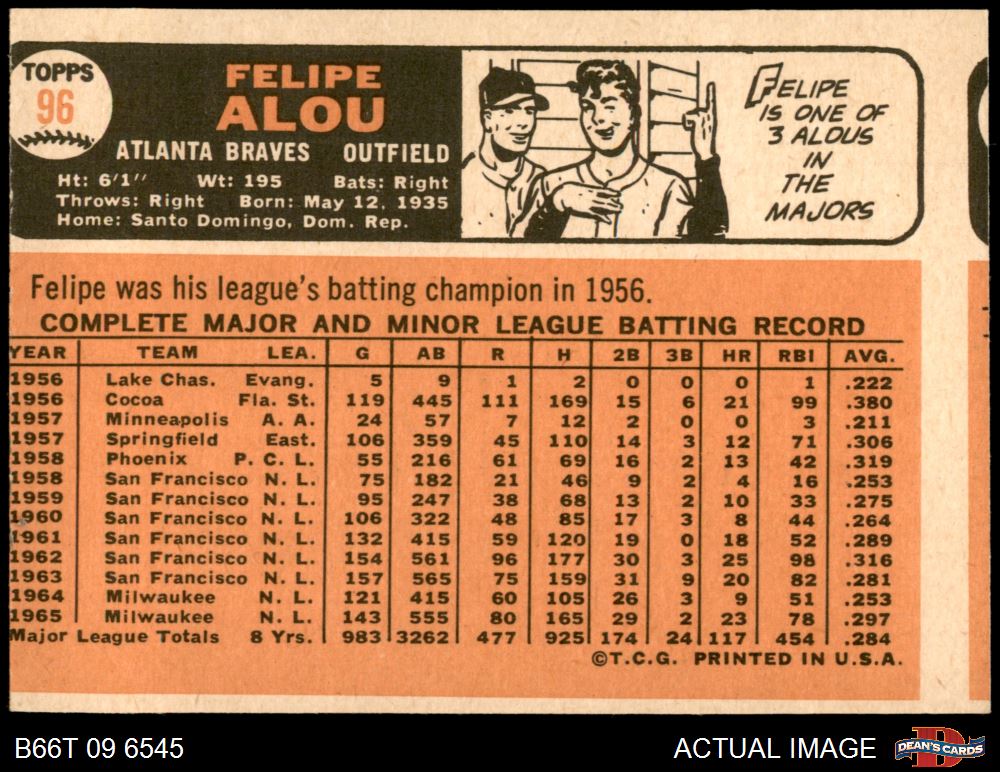 TOPPS
96
FELIPE
ALOU
ATLANTA BRAVES OUTFIELD
Ht: 6'1" Wt: 195 Bats: Right
Throws: Right Born: May 12, 1935
Home: Santo Domingo, Dom. Rep.
FELIPE
IS ONE OF
3 ALOUS
IN
THE
MAJORS
Felipe was his league's batting champion in 1956.
COMPLETE MAJOR AND MINOR LEAGUE BATTING RECORD
YEAR TEAM LEA. G AB R H 2B 3B HR RBI AVG.
1956 Lake Chas. Evang. 5 9 1 2 0 0 0 1 .222
1956 Cocoa Fla. St. 119 445 111 169 15 6 21 99 .380
1957 Minneapolis A. A. 24 57 7 12 2 0 0 3 .211
1957 Springfield East. 106 359 45 110 14 3 12 71 .306
1958 Phoenix P. C. L. 55 216 61 69 16 2 13 42 .319
1958 San Francisco N. L. 75 182 21 46 9 2 4 16 .253
1959 San Francisco N. L. 95 247 38 68 13 2 10 33 .275
1960 San Francisco N. L. 106 322 48 85 17 3 8 44 .264
1961 San Francisco N. L. 132 415 59 120 19 0 18 52 .289
1962 San Francisco N. L. 154 561 96 177 30 3 25 98 .316
1963 San Francisco N. L. 157 565 75 159 31 9 20 82 .281
1964 Milwaukee N. L. 121 415 60 105 26 3 9 51 .253
1965 Milwaukee N. L. 143 555 80 165 29 2 23 78 .297
Major League Totals 8 Yrs. 983 3262 477 925 174 24 117 454 .284
©T.C.G. PRINTED IN U.S.A.
B66T 09 6545
ACTUAL IMAGE
DEAN'S CARDS